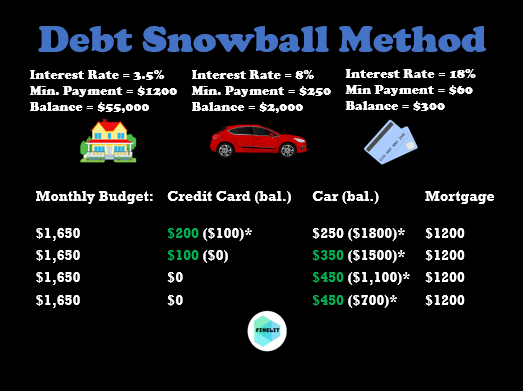 Debt Snowball Method
Interest Rate = 3.5%
Min. Payment = $1200
Balance = $55,000
Interest Rate = 8%
Min. Payment = $250
Balance = $2,000
Interest Rate = 18%
Min Payment = $60
Balance = $300
Monthly Budget: Credit Card (bal.) Car (bal.) Mortgage
$1,650 $200 ($100)* $250 ($1800)* $1200
$1,650 $100 ($0) $350 ($1500)* $1200
$1,650 $0 $450 ($1,100)* $1200
$1,650 $0 $450 ($700)* $1200
FINELIT